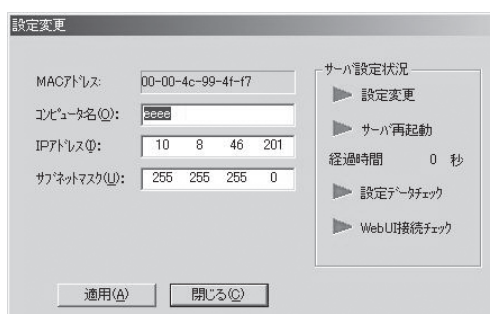 設定変更
MACｱﾄﾞﾚｽ: 00-00-4c-99-4f-f7
ｺﾝﾋﾟｭｰﾀ名(O): eeee
IPｱﾄﾞﾚｽ(I): 10 8 46 201
ｻﾌﾞﾈｯﾄﾏｽｸ(U): 255 255 255 0
適用(A) 閉じる(C)
サーバ設定状況
設定変更
サーバ再起動
経過時間 0 秒
設定ﾃﾞｰﾀﾁｪｯｸ
WebUI接続ﾁｪｯｸ